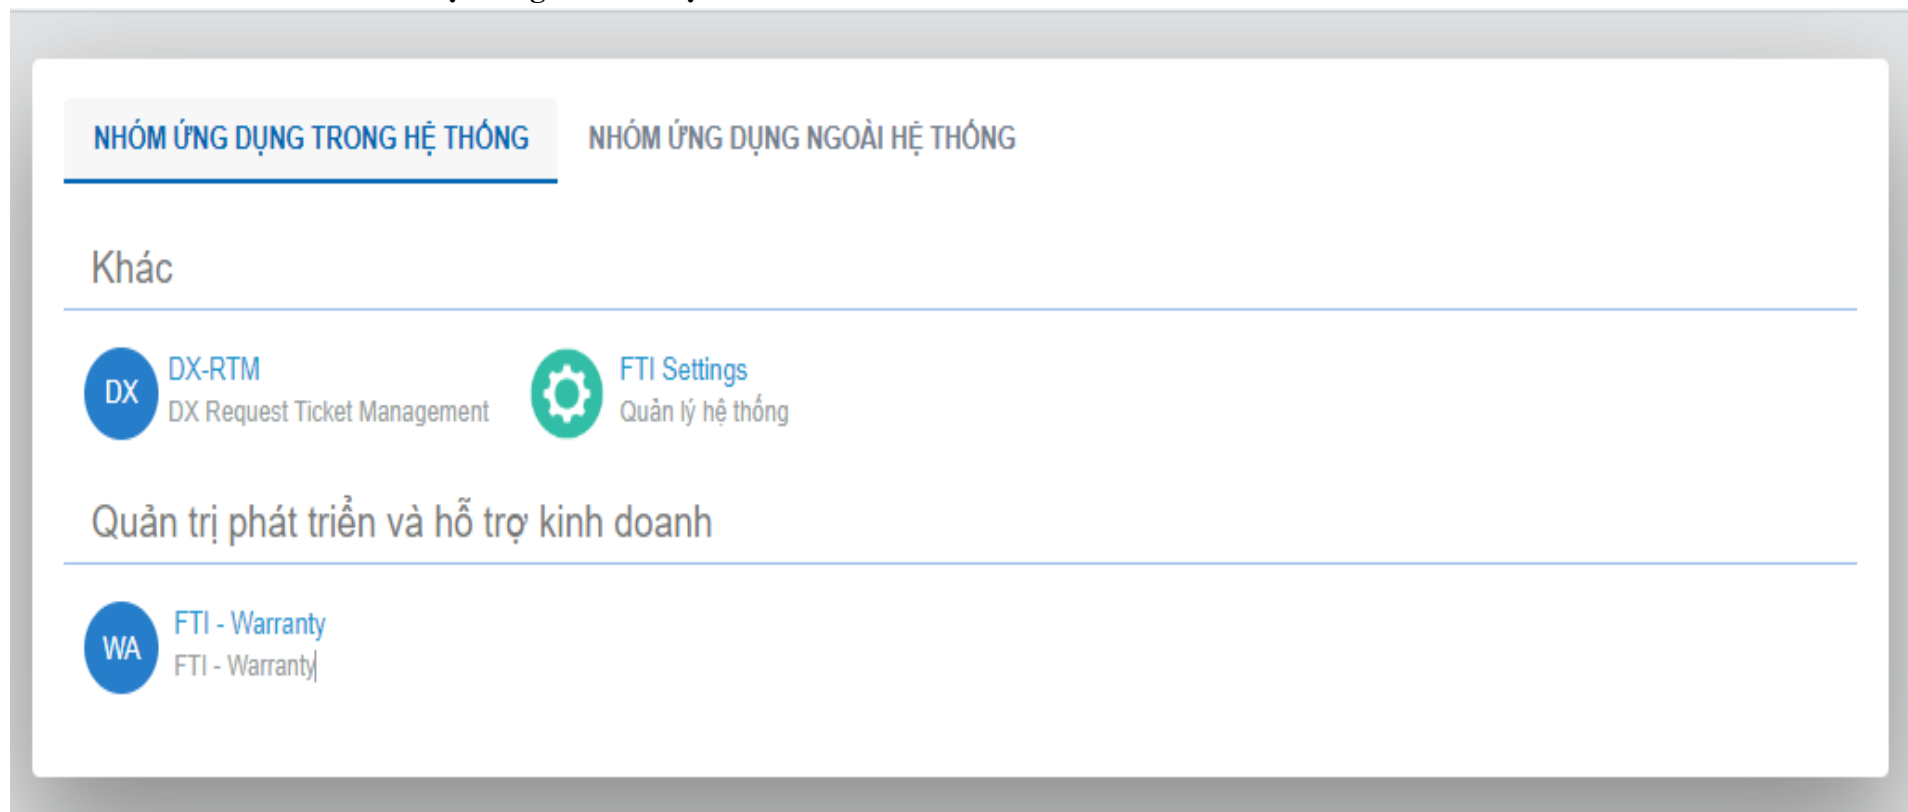 NHÓM ỨNG DỤNG TRONG HỆ THỐNG NHÓM ỨNG DỤNG NGOÀI HỆ THỐNG
Khác
DX
DX-RTM
DX Request Ticket Management
FTI Settings
Quản lý hệ thống
Quản trị phát triển và hỗ trợ kinh doanh
WA
FTI - Warranty
FTI - Warranty